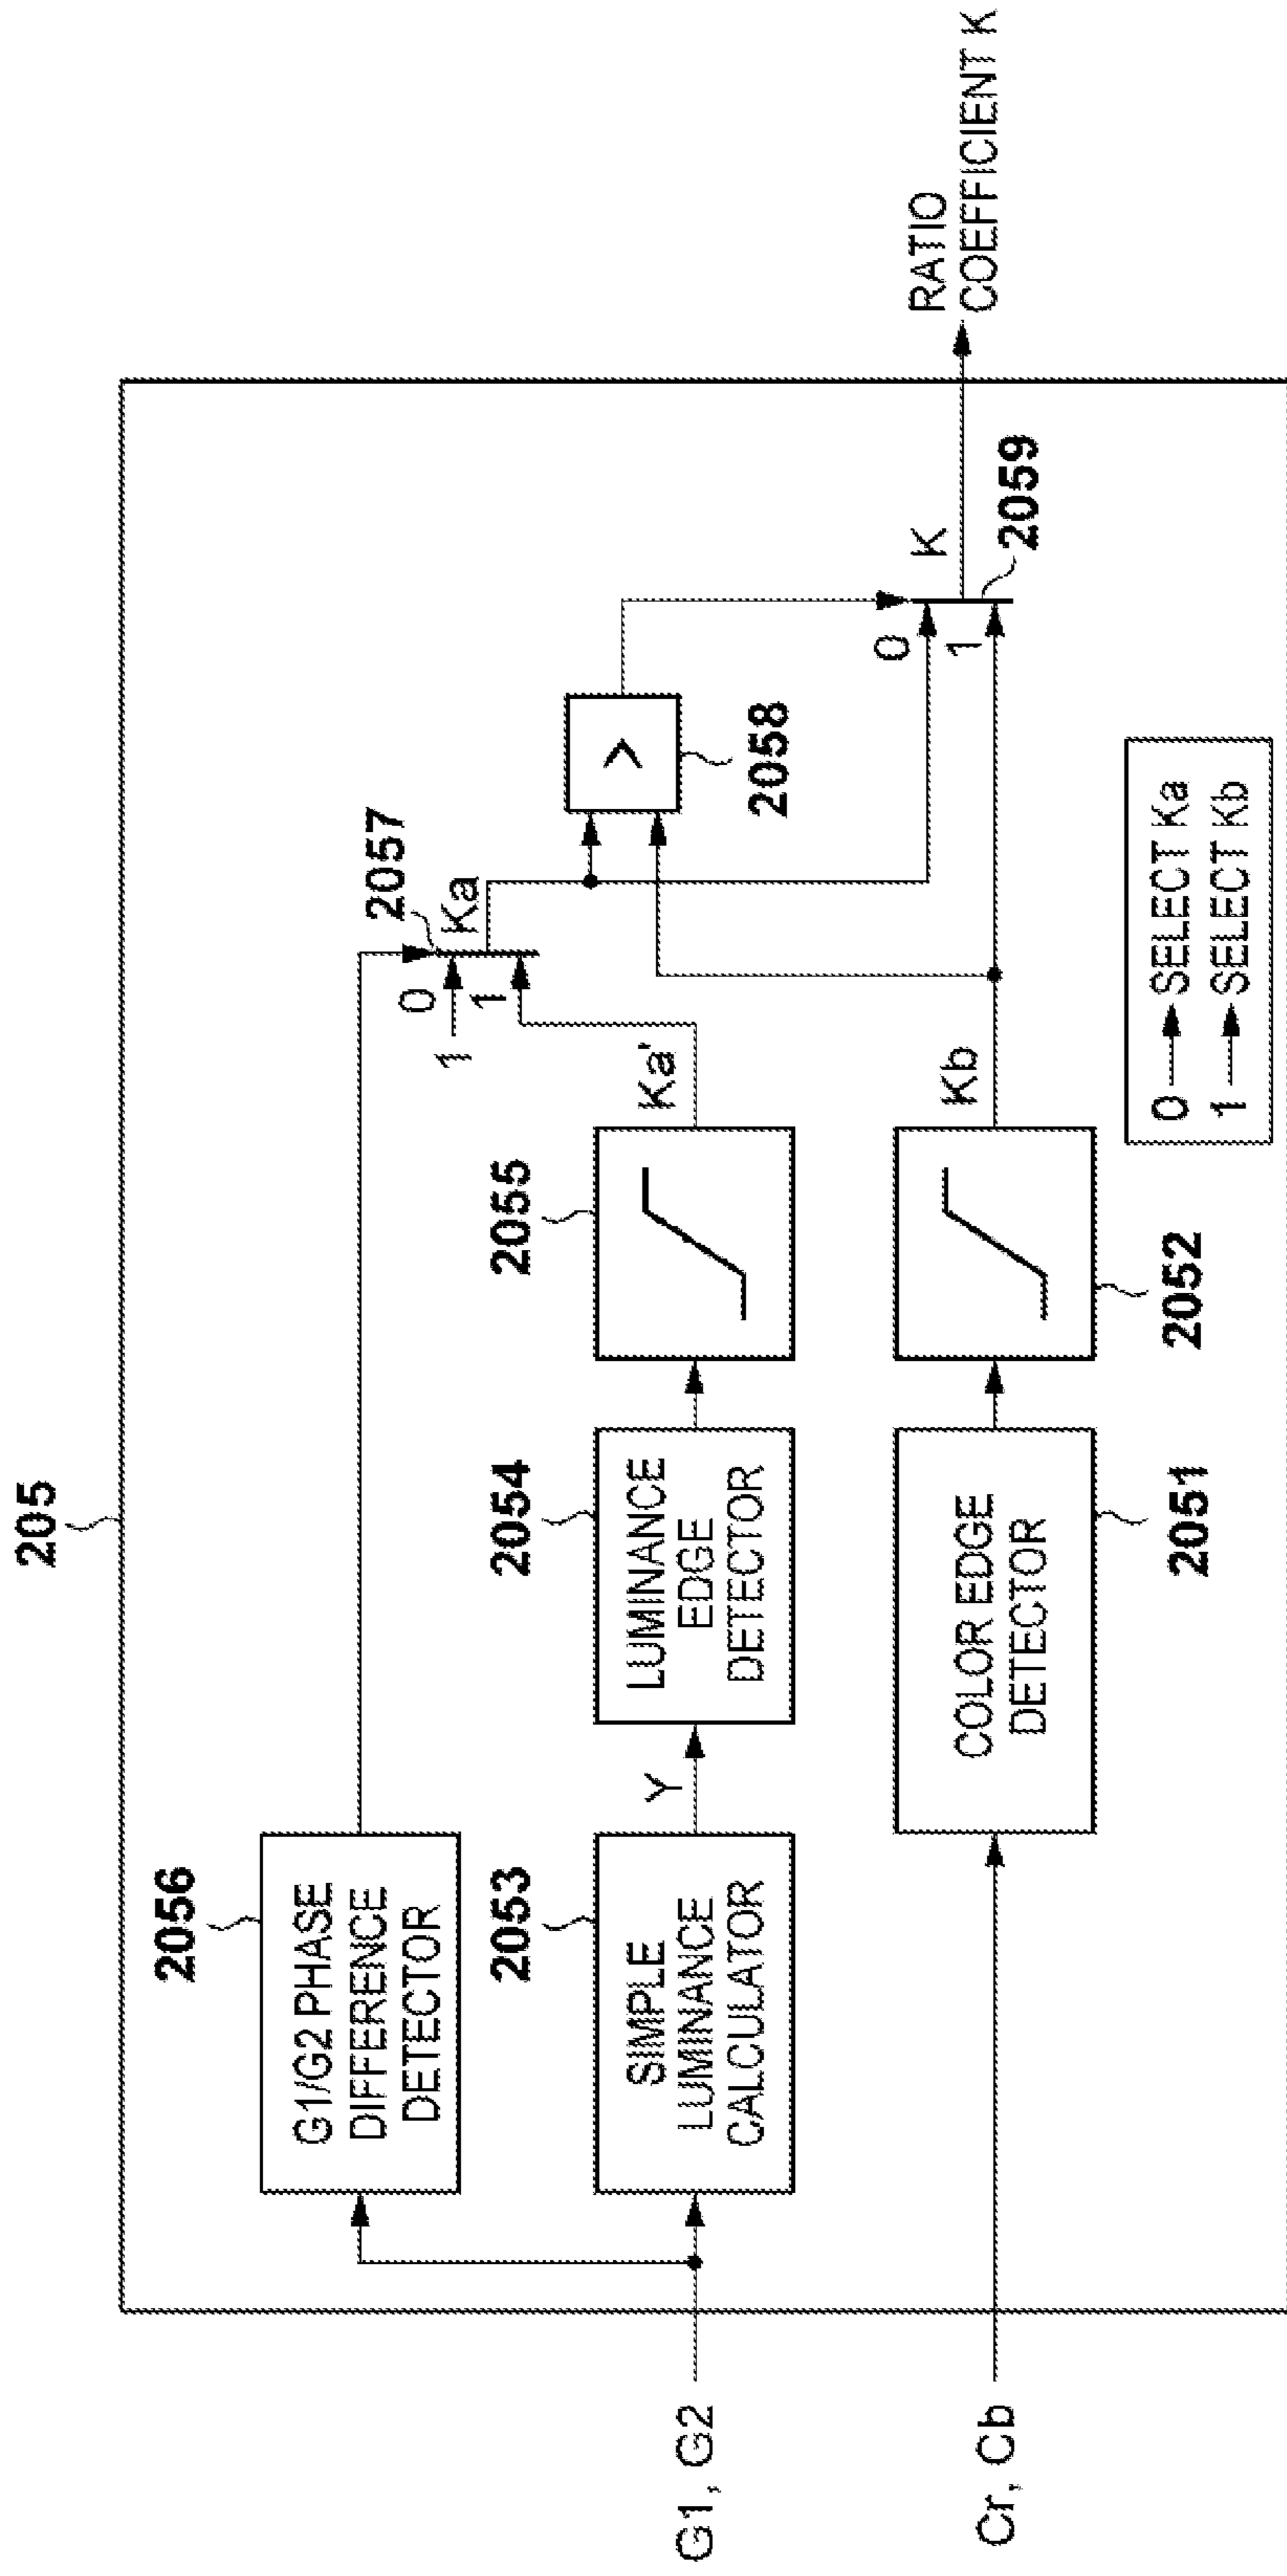 205
2056
G1/G2 PHASE
DIFFERENCE
DETECTOR
2057
0
1
1
Ka
2053
SIMPLE
LUMINANCE
CALCULATOR
Y
2054
LUMINANCE
EDGE
DETECTOR
2055
Ka'
>
2058
G1, G2
Cr, Cb
COLOR EDGE
DETECTOR
2051
2052
Kb
0
1
K
2059
RATIO
COEFFICIENT K
0 SELECT Ka
1 SELECT Kb